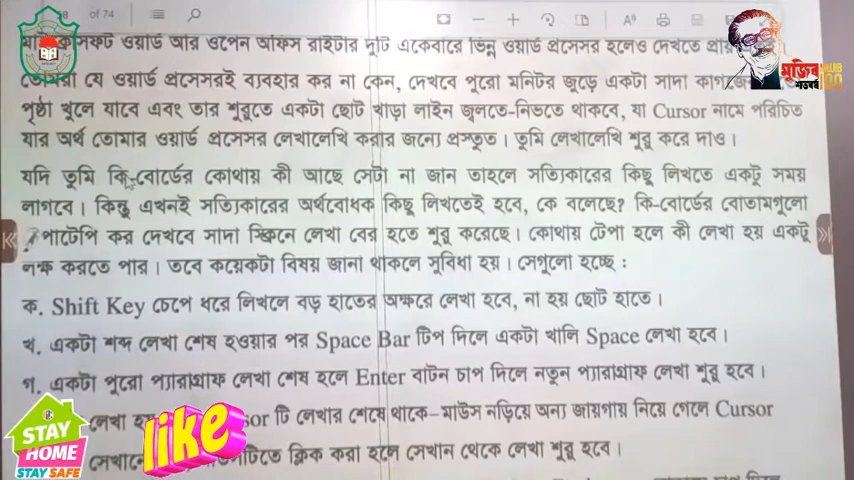 of 74
মাইক্রোসফট ওয়ার্ড আর ওপেন অফিস রাইটার দুটি একেবারে ভিন্ন ওয়ার্ড প্রসেসর হলেও দেখতে প্রায়
তোমরা যে ওয়ার্ড প্রসেসরই ব্যবহার কর না কেন, দেখবে পুরো মনিটর জুড়ে একটা সাদা কাগজের
পৃষ্ঠা খুলে যাবে এবং তার শুরুতে একটা ছোট খাড়া লাইন জ্বলতে-নিভতে থাকবে, যা Cursor নামে পরিচিত
যার অর্থ তোমার ওয়ার্ড প্রসেসর লেখালেখি করার জন্যে প্রস্তুত। তুমি লেখালেখি শুরু করে দাও।
যদি তুমি কি-বোর্ডের কোথায় কী আছে সেটা না জান তাহলে সত্যিকারের কিছু লিখতে একটু সময়
লাগবে। কিন্তু এখনই সত্যিকারের অর্থবোধক কিছু লিখতেই হবে, কে বলেছে? কি-বোর্ডের বোতামগুলো
টেপাটেপি কর দেখবে সাদা স্ক্রিনে লেখা বের হতে শুরু করেছে। কোথায় টেপা হলে কী লেখা হয় একটু
লক্ষ করতে পার। তবে কয়েকটা বিষয় জানা থাকলে সুবিধা হয়। সেগুলো হচ্ছে :
ক. Shift Key চেপে ধরে লিখলে বড় হাতের অক্ষরে লেখা হবে, না হয় ছোট হাতে।
খ. একটা শব্দ লেখা শেষ হওয়ার পর Space Bar টিপ দিলে একটা খালি Space লেখা হবে।
গ. একটা পুরো প্যারাগ্রাফ লেখা শেষ হলে Enter বাটন চাপ দিলে নতুন প্যারাগ্রাফ লেখা শুরু হবে।
লেখা sor টি লেখার শেষে থাকে– মাউস নড়িয়ে অন্য জায়গায় নিয়ে গেলে Cursor
সেখানে ক্লিক করা হলে সেখান থেকে লেখা শুরু হবে।
মুজিব
শতবর্ষ
100
STAY
HOME
STAY SAFE
like